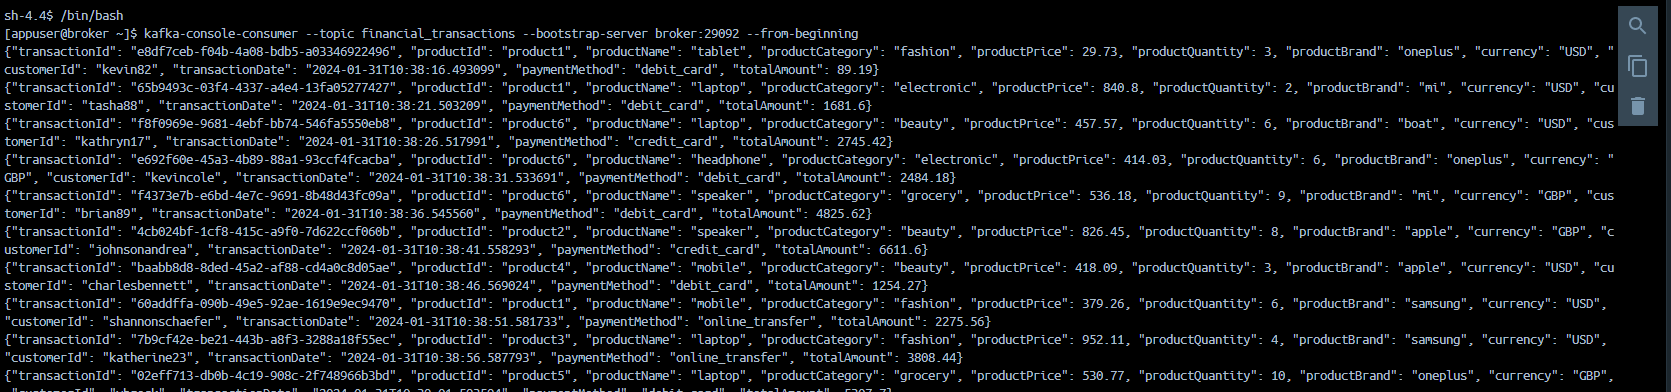 sh-4.4$ /bin/bash
[appuser@broker ~]$ kafka-console-consumer --topic financial_transactions --bootstrap-server broker:29092 --from-beginning
{"transactionId": "e8df7ceb-f04b-4a08-bdb5-a03346922496", "productId": "product1", "productName": "tablet", "productCategory": "fashion", "productPrice": 29.73, "productQuantity": 3, "productBrand": "oneplus", "currency": "USD", "
customerId": "kevin82", "transactionDate": "2024-01-31T10:38:16.493099", "paymentMethod": "debit_card", "totalAmount": 89.19}
{"transactionId": "65b9493c-03f4-4337-a4e4-13fa05277427", "productId": "product1", "productName": "laptop", "productCategory": "electronic", "productPrice": 840.8, "productQuantity": 2, "productBrand": "mi", "currency": "USD", "cu
stomerId": "tasha88", "transactionDate": "2024-01-31T10:38:21.503209", "paymentMethod": "debit_card", "totalAmount": 1681.6}
{"transactionId": "f8f0969e-9681-4ebf-bb74-546fa5550eb8", "productId": "product6", "productName": "laptop", "productCategory": "beauty", "productPrice": 457.57, "productQuantity": 6, "productBrand": "boat", "currency": "USD", "cus
tomerId": "kathryn17", "transactionDate": "2024-01-31T10:38:26.517991", "paymentMethod": "credit_card", "totalAmount": 2745.42}
{"transactionId": "e692f60e-45a3-4b89-88a1-93ccf4fcacba", "productId": "product6", "productName": "headphone", "productCategory": "electronic", "productPrice": 414.03, "productQuantity": 6, "productBrand": "oneplus", "currency": "
GBP", "customerId": "kevincole", "transactionDate": "2024-01-31T10:38:31.533691", "paymentMethod": "debit_card", "totalAmount": 2484.18}
{"transactionId": "f4373e7b-e6bd-4e7c-9691-8b48d43fc09a", "productId": "product6", "productName": "speaker", "productCategory": "grocery", "productPrice": 536.18, "productQuantity": 9, "productBrand": "mi", "currency": "GBP", "cus
tomerId": "brian89", "transactionDate": "2024-01-31T10:38:36.545560", "paymentMethod": "debit_card", "totalAmount": 4825.62}
{"transactionId": "4cb024bf-1cf8-415c-a9f0-7d622ccf060b", "productId": "product2", "productName": "speaker", "productCategory": "beauty", "productPrice": 826.45, "productQuantity": 8, "productBrand": "apple", "currency": "GBP", "c
ustomerId": "johnsonandrea", "transactionDate": "2024-01-31T10:38:41.558293", "paymentMethod": "credit_card", "totalAmount": 6611.6}
{"transactionId": "baabb8d8-8ded-45a2-af88-cd4a0c8d05ae", "productId": "product4", "productName": "mobile", "productCategory": "beauty", "productPrice": 418.09, "productQuantity": 3, "productBrand": "apple", "currency": "USD", "cu
stomerId": "charlesbennett", "transactionDate": "2024-01-31T10:38:46.569024", "paymentMethod": "debit_card", "totalAmount": 1254.27}
{"transactionId": "60addffa-090b-49e5-92ae-1619e9ec9470", "productId": "product1", "productName": "mobile", "productCategory": "fashion", "productPrice": 379.26, "productQuantity": 6, "productBrand": "samsung", "currency": "USD",
"customerId": "shannonschaefer", "transactionDate": "2024-01-31T10:38:51.581733", "paymentMethod": "online_transfer", "totalAmount": 2275.56}
{"transactionId": "7b9cf42e-be21-443b-a8f3-3288a18f55ec", "productId": "product3", "productName": "laptop", "productCategory": "fashion", "productPrice": 952.11, "productQuantity": 4, "productBrand": "samsung", "currency": "USD",
"customerId": "katherine23", "transactionDate": "2024-01-31T10:38:56.587793", "paymentMethod": "online_transfer", "totalAmount": 3808.44}
{"transactionId": "02eff713-db0b-4c19-908c-2f748966b3bd", "productId": "product5", "productName": "laptop", "productCategory": "grocery", "productPrice": 530.77, "productQuantity": 10, "productBrand": "oneplus", "currency": "GBP",